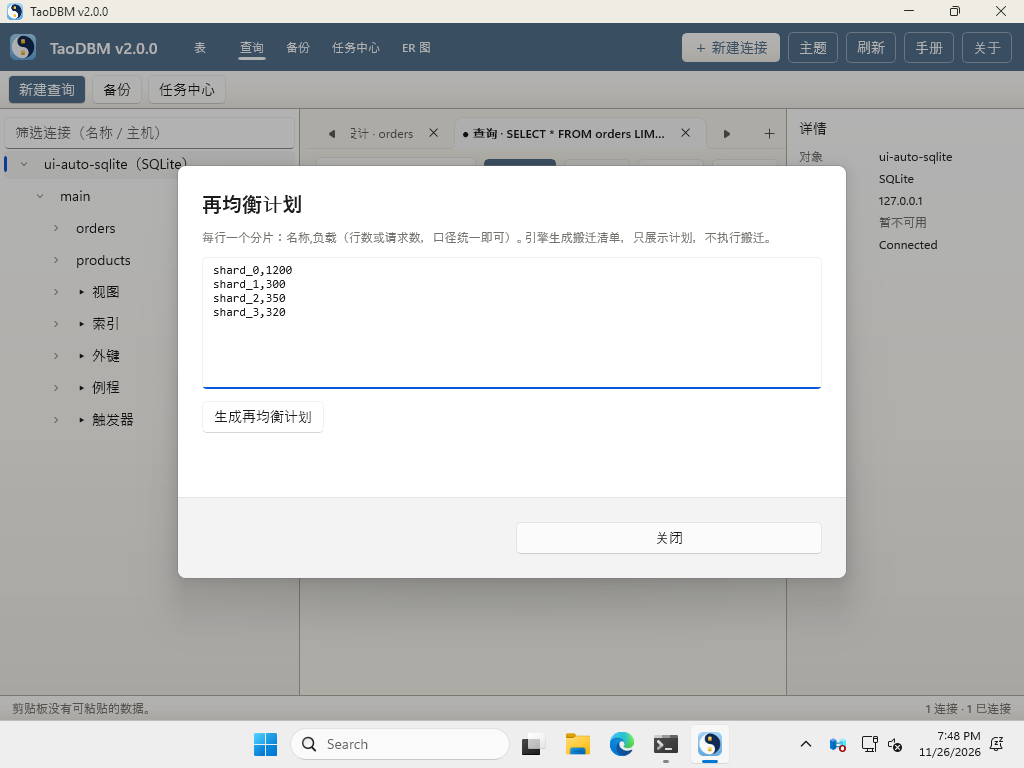 TaoDBM v2.0.0
TaoDBM v2.0.0
表
查询
备份
任务中心
ER 图
+ 新建连接
主题
刷新
手册
关于
新建查询
备份
任务中心
筛选连接（名称 / 主机）
ui-auto-sqlite（SQLite）
main
orders
products
视图
索引
外键
例程
触发器
设计 · orders
● 查询 · SELECT * FROM orders LIM...
详情
对象
ui-auto-sqlite
SQLite
127.0.0.1
暂不可用
Connected
再均衡计划
每行一个分片：名称,负载（行数或请求数，口径统一即可）。引擎生成搬迁清单，只展示计划，不执行搬迁。
shard_0,1200
shard_1,300
shard_2,350
shard_3,320
生成再均衡计划
关闭
剪贴板没有可粘贴的数据。
1 连接 · 1 已连接
Search
7:48 PM
11/26/2026